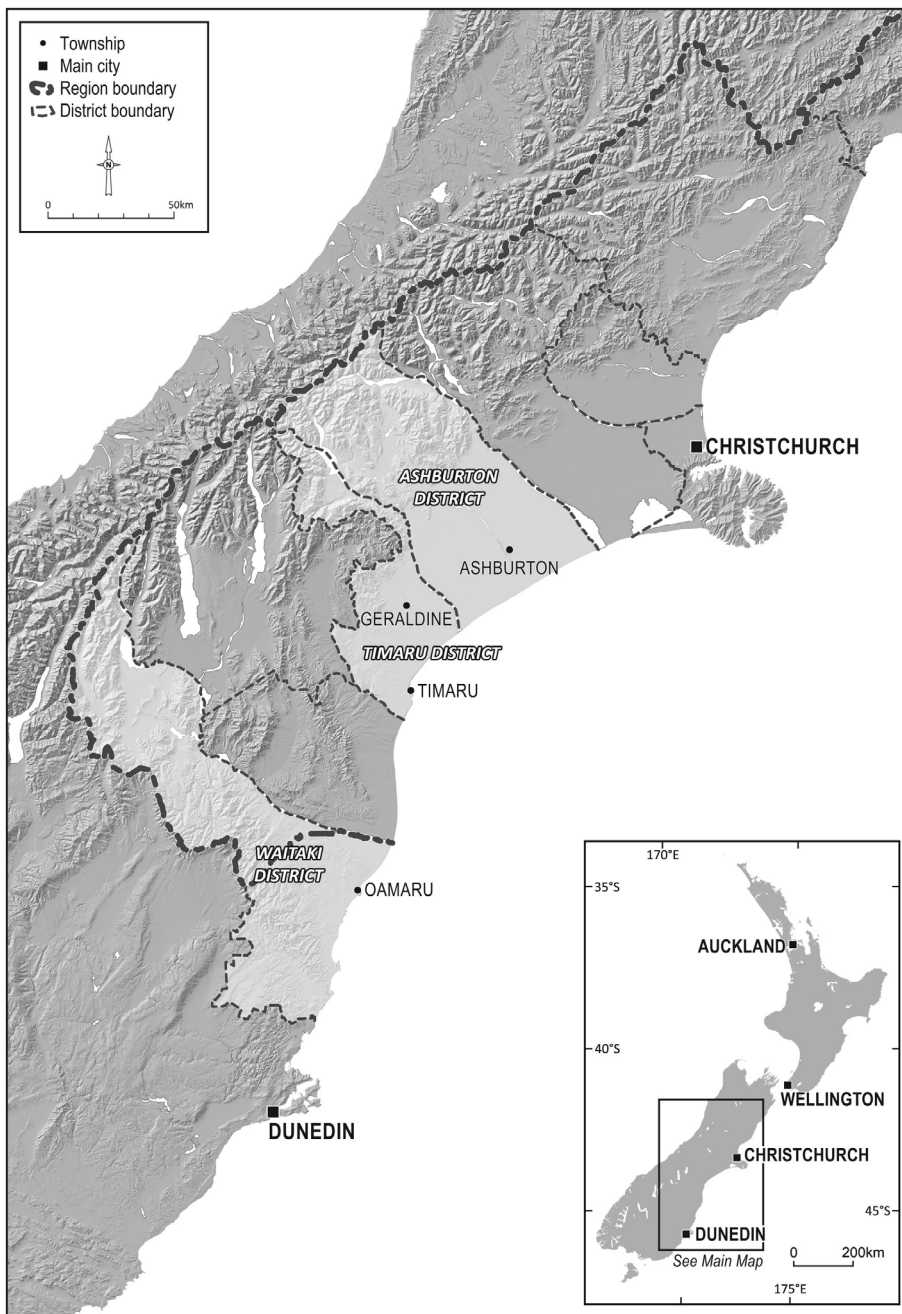 Township
Main city
Region boundary
District boundary
N
0 50km
CHRISTCHURCH
ASHBURTON
DISTRICT
ASHBURTON
GERALDINE
TIMARU DISTRICT
TIMARU
WAITAKI
DISTRICT
OAMARU
DUNEDIN
170°E
35°S
AUCKLAND
40°S
WELLINGTON
CHRISTCHURCH
45°S
DUNEDIN
0 200km
See Main Map
175°E